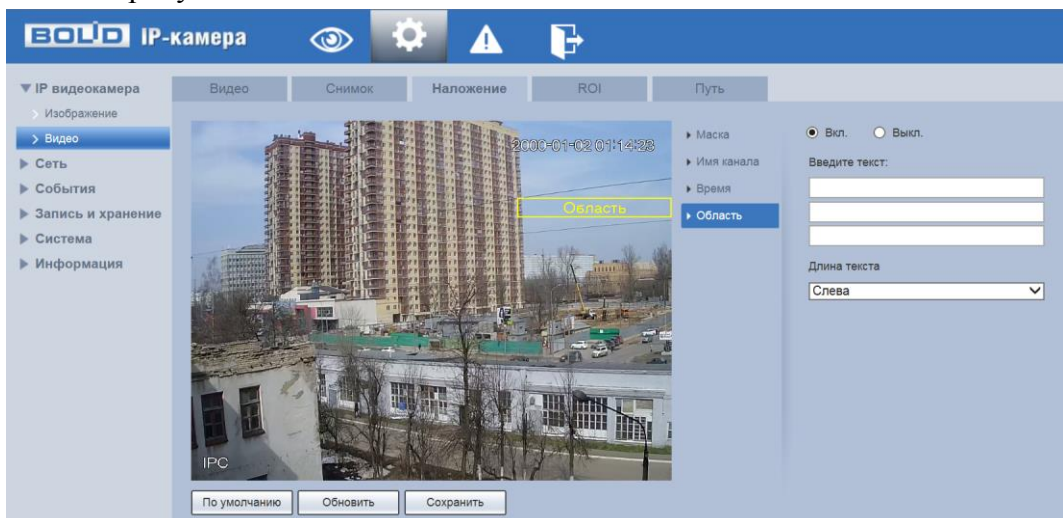 BOLID IP-камера
IP видеокамера
Изображение
Видео
Сеть
События
Запись и хранение
Система
Информация
Видео
Снимок
Наложение
ROI
Путь
2000-01-02 01:14:23
Область
IPC
Маска
Имя канала
Время
Область
Вкл. Выкл.
Введите текст:
Длина текста
Слева
По умолчанию
Обновить
Сохранить